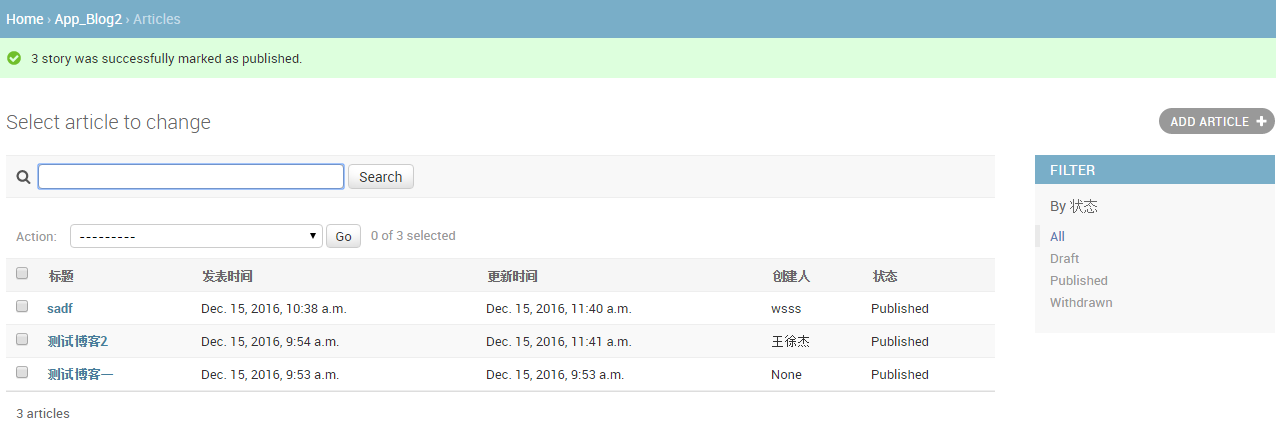 Home › App_Blog2 › Articles
3 story was successfully marked as published.
Select article to change
ADD ARTICLE
Search
FILTER
By 状态
All
Draft
Published
Withdrawn
Action: --------- Go 0 of 3 selected
标题 发表时间 更新时间 创建人 状态
sadf Dec. 15, 2016, 10:38 a.m. Dec. 15, 2016, 11:40 a.m. wsss Published
测试博客2 Dec. 15, 2016, 9:54 a.m. Dec. 15, 2016, 11:41 a.m. 王徐杰 Published
测试博客一 Dec. 15, 2016, 9:53 a.m. Dec. 15, 2016, 9:53 a.m. None Published
3 articles